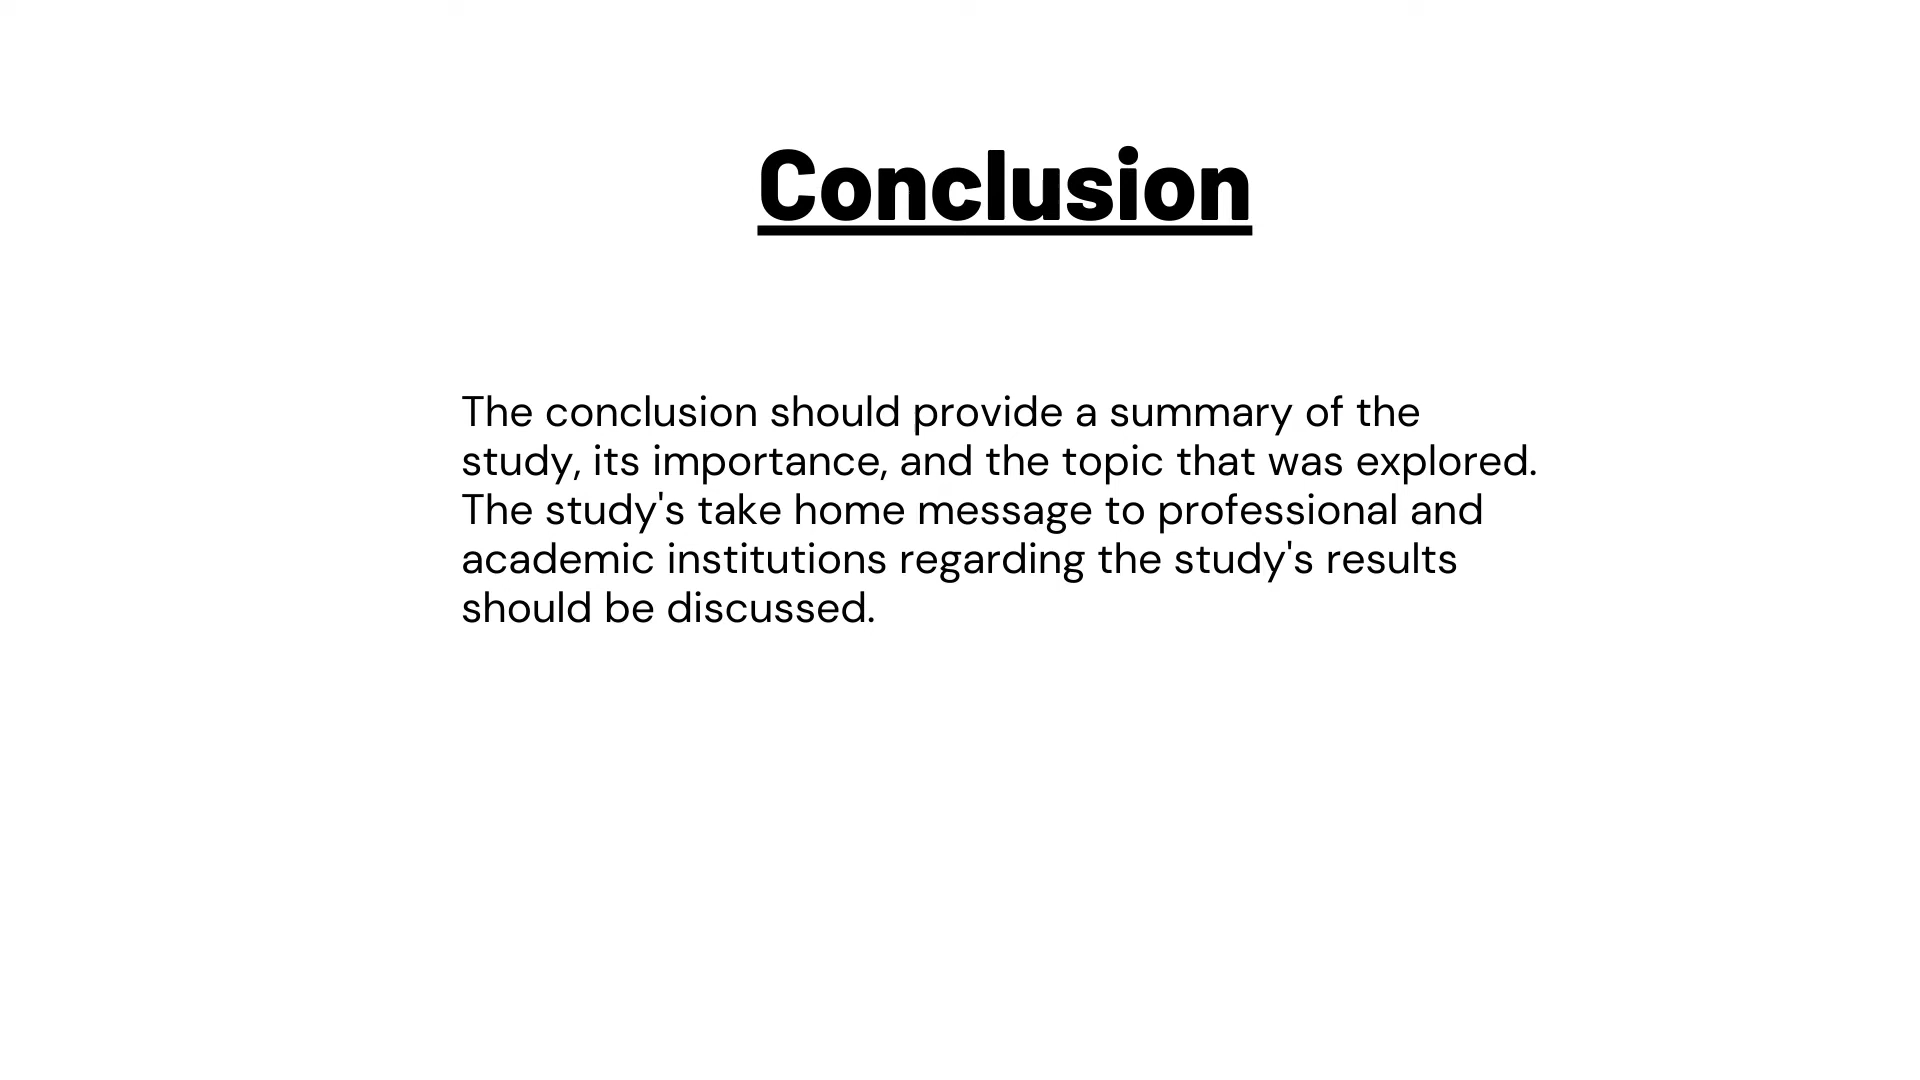 Conclusion
The conclusion should provide a summary of the
study, its importance, and the topic that was explored.
The study's take home message to professional and
academic institutions regarding the study's results
should be discussed.